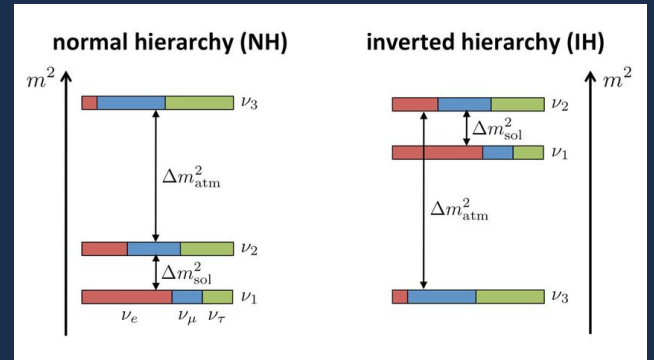 normal hierarchy (NH)
m²
ν₃
Δm²atm
ν₂
Δm²sol
ν₁
νₑ νμ ντ
inverted hierarchy (IH)
m²
ν₂
Δm²sol
ν₁
Δm²atm
ν₃